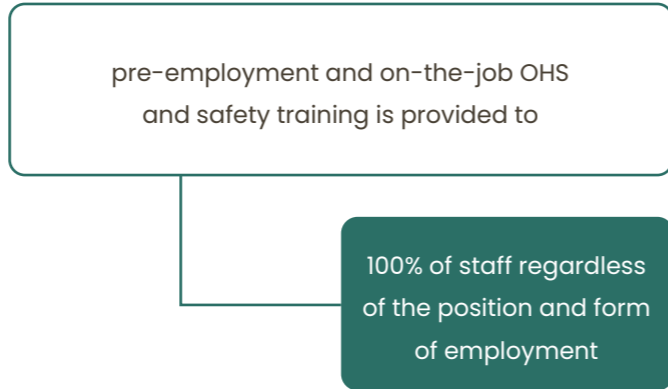 pre-employment and on-the-job OHS
and safety training is provided to
100% of staff regardless
of the position and form
of employment